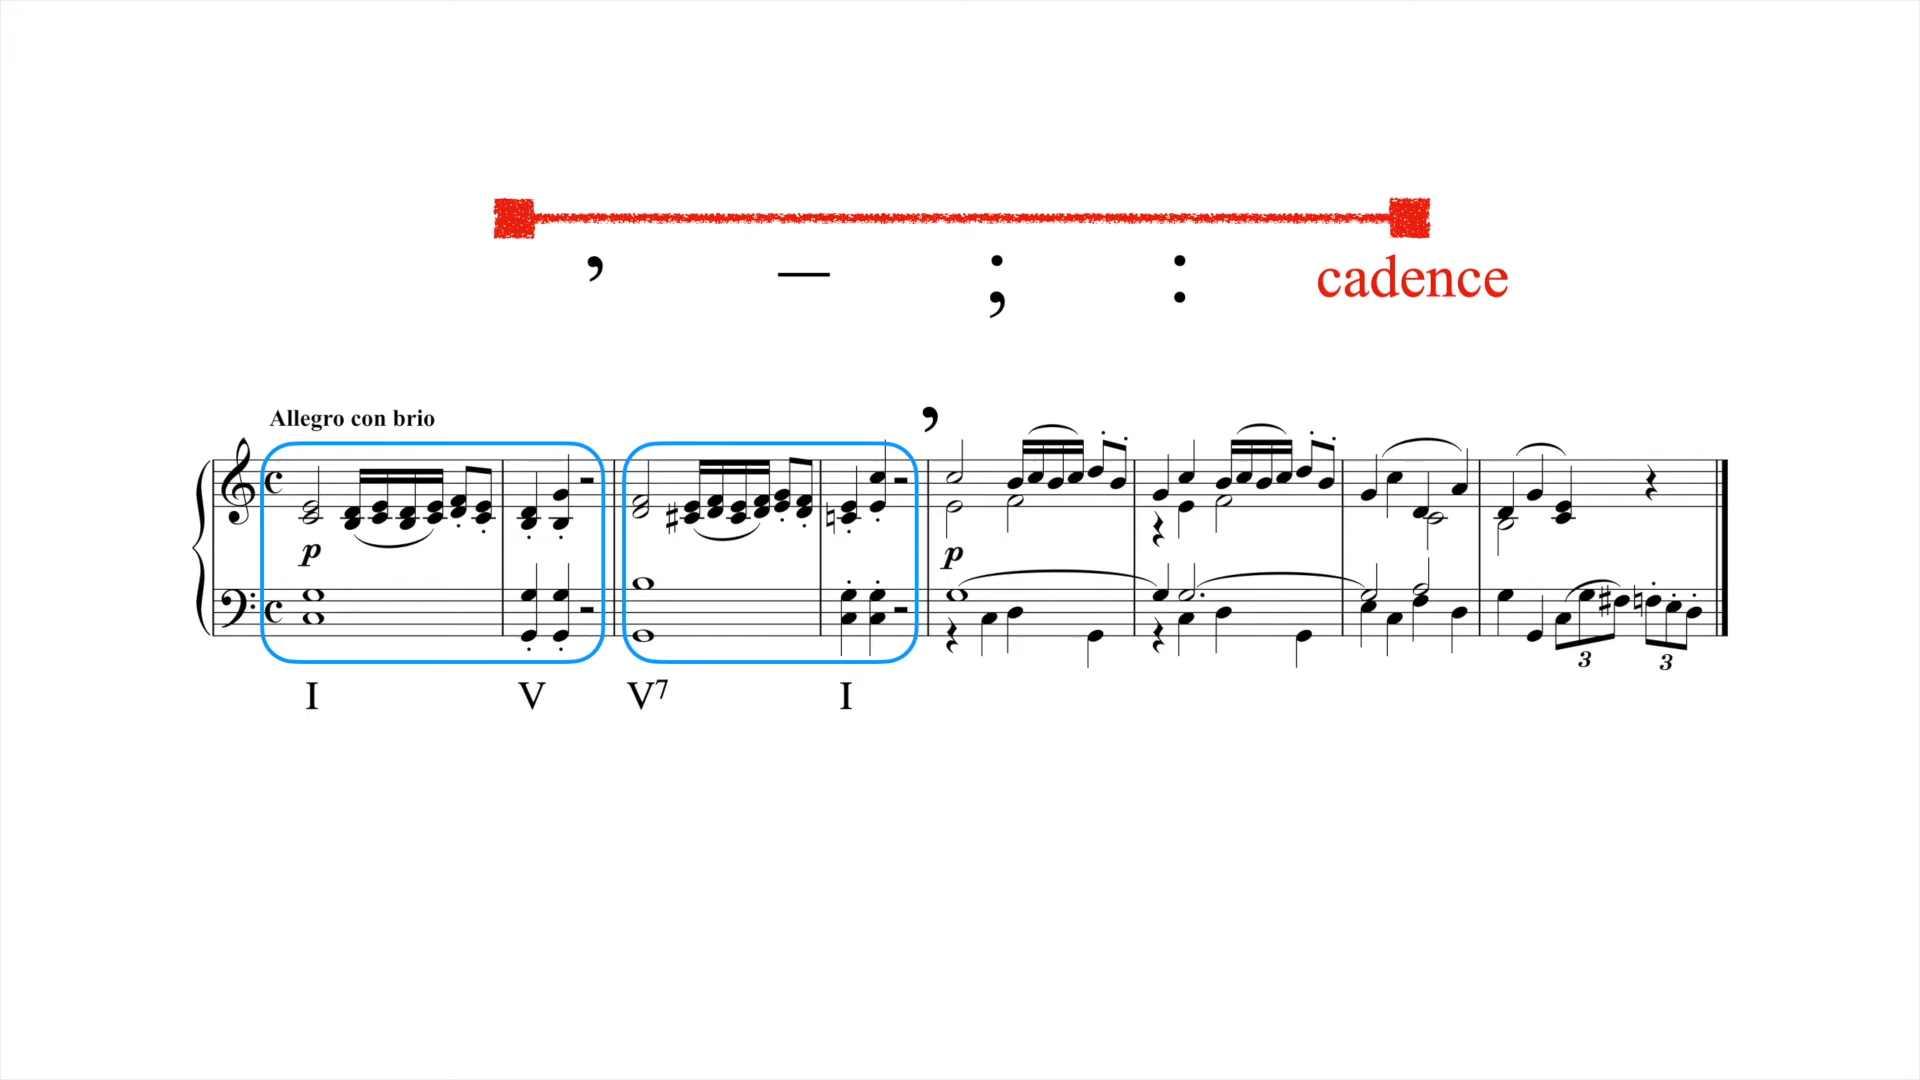 , — ; : cadence
Allegro con brio
,
p p
3 3
I V V⁷ I